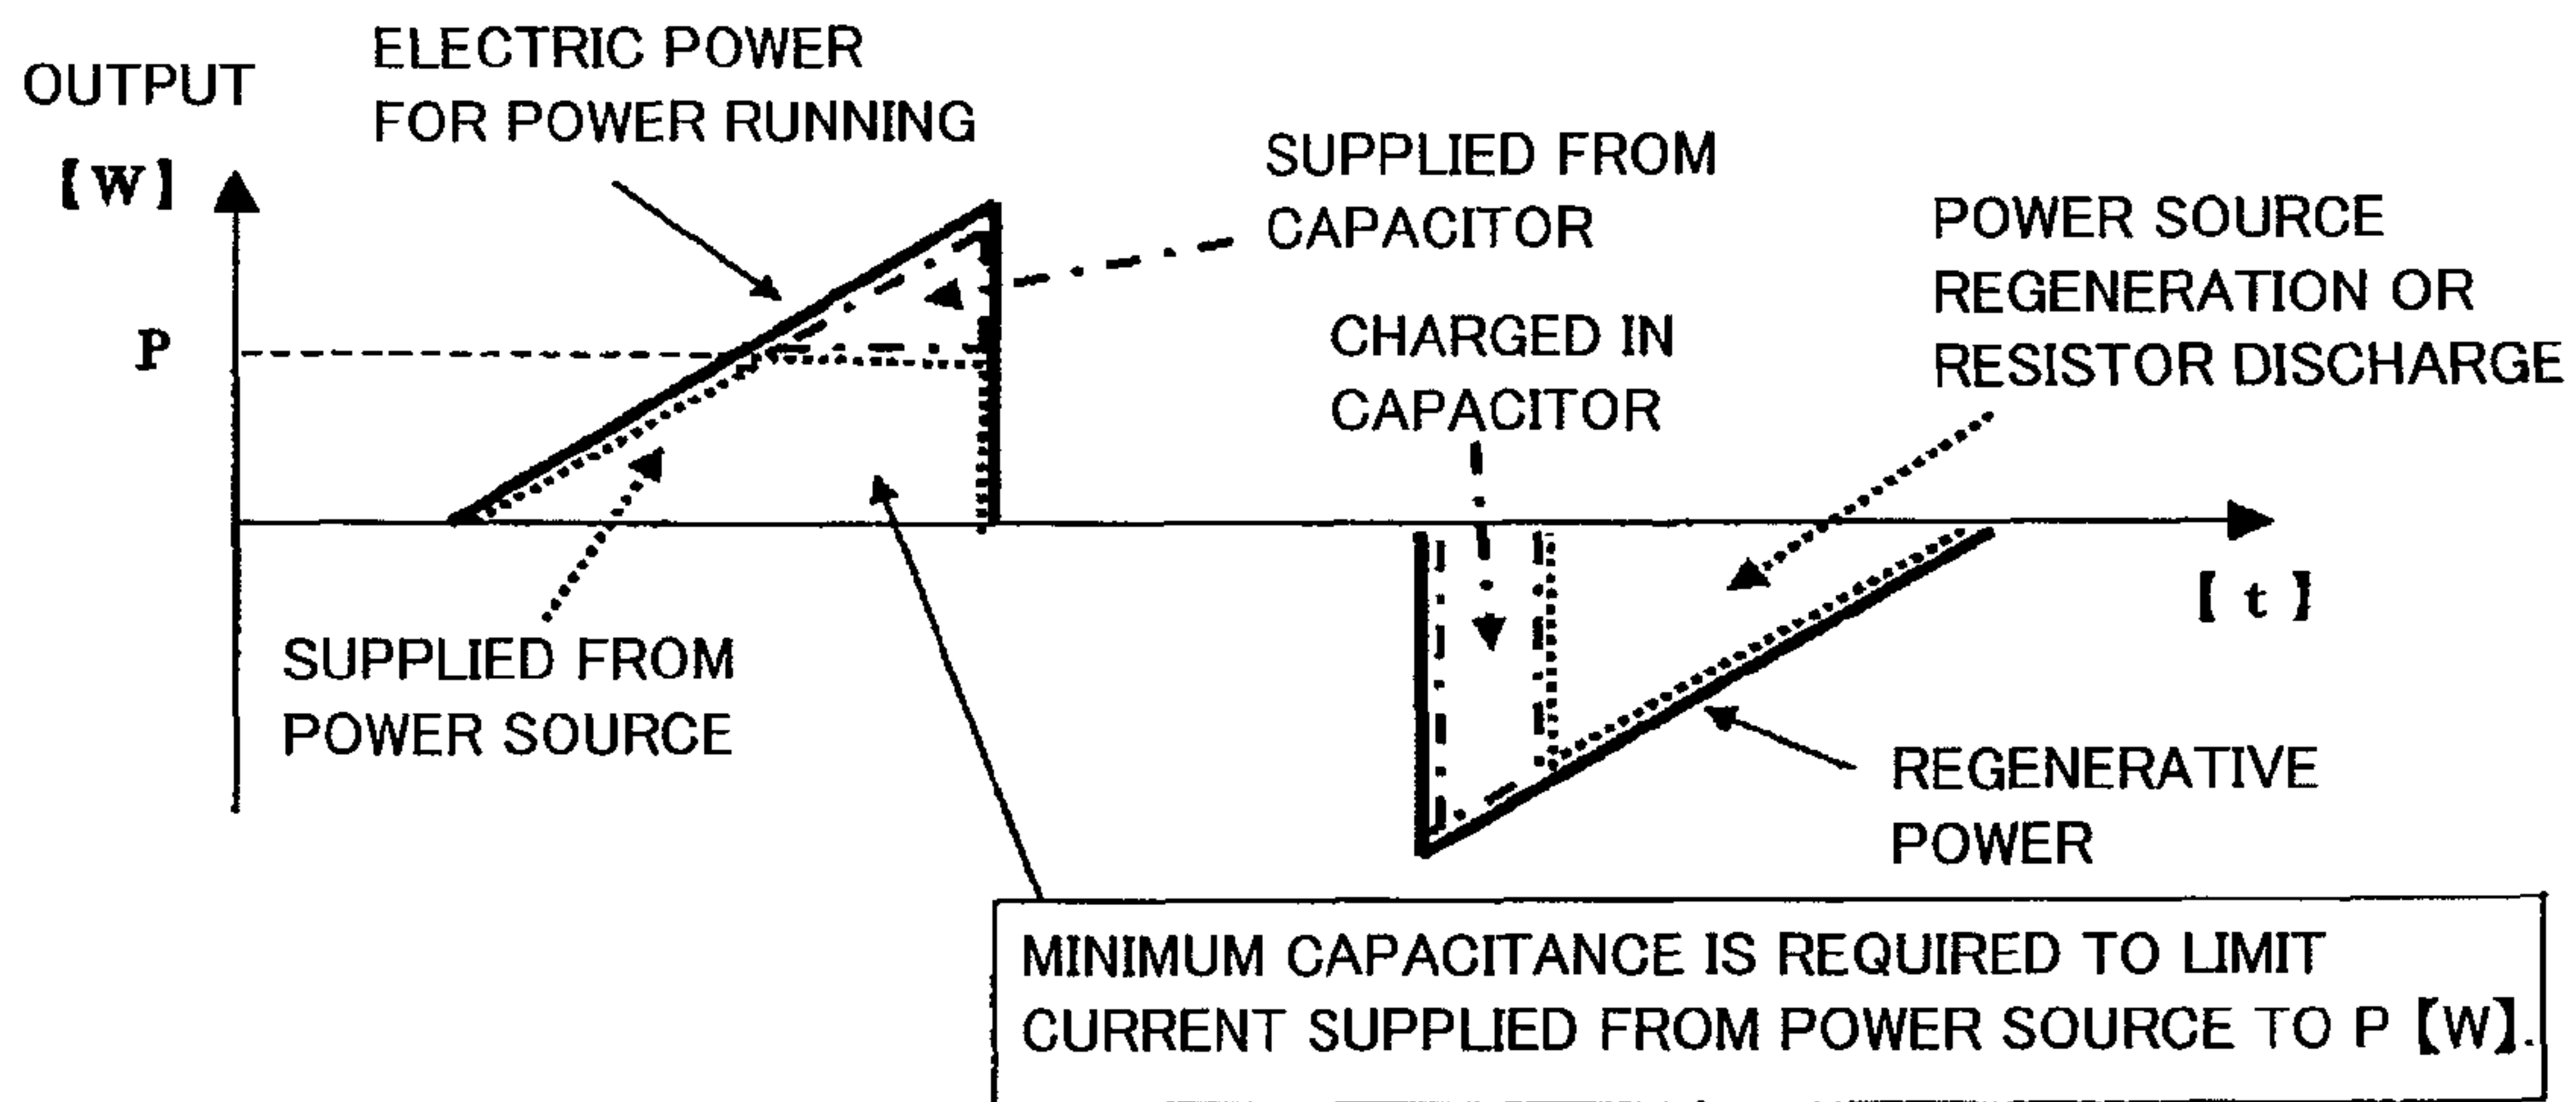 OUTPUT
【W】
ELECTRIC POWER
FOR POWER RUNNING
SUPPLIED FROM
CAPACITOR
POWER SOURCE
REGENERATION OR
RESISTOR DISCHARGE
P
CHARGED IN
CAPACITOR
【 t 】
SUPPLIED FROM
POWER SOURCE
REGENERATIVE
POWER
MINIMUM CAPACITANCE IS REQUIRED TO LIMIT
CURRENT SUPPLIED FROM POWER SOURCE TO P【W】.